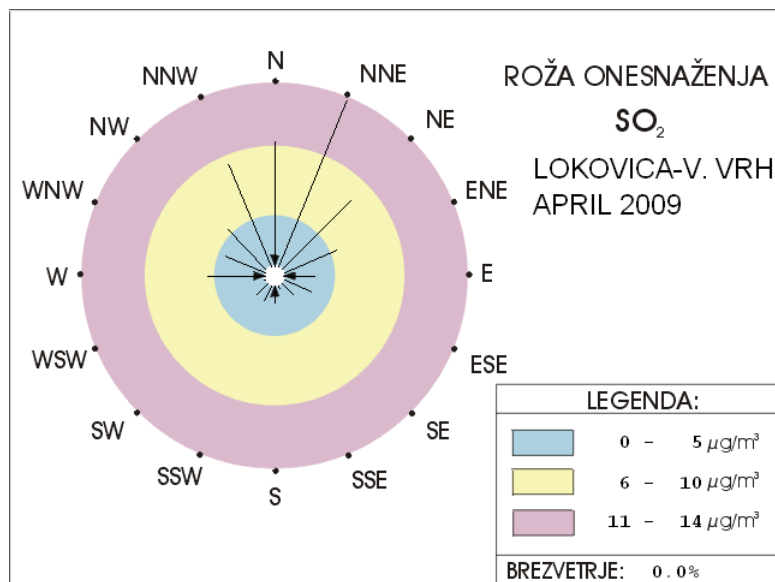 ROŽA ONESNAŽENJA
SO₂
LOKOVICA-V. VRH
APRIL 2009
N
NNE
NE
ENE
E
ESE
SE
SSE
S
SSW
SW
WSW
W
WNW
NW
NNW
LEGENDA:
0 - 5 µg/m³
6 - 10 µg/m³
11 - 14 µg/m³
BREZVETRJE: 0.0%